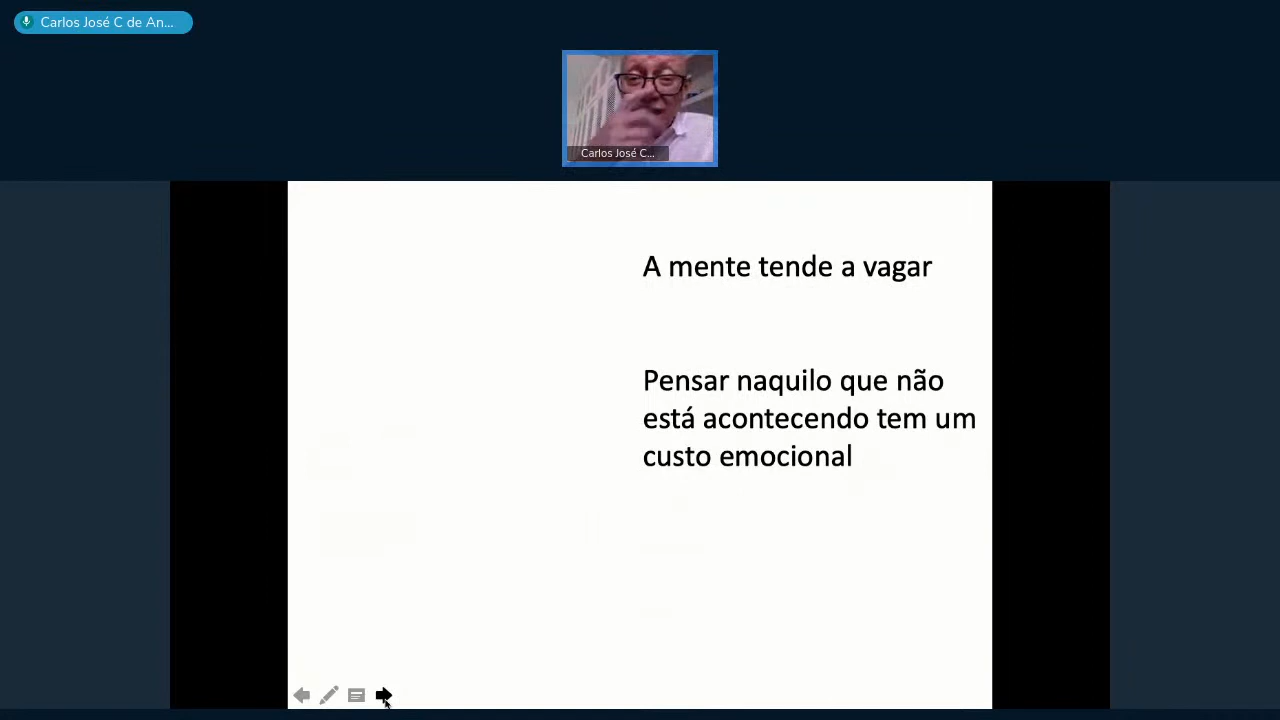 Carlos José C de An...
Carlos José C...
A mente tende a vagar
Pensar naquilo que não
está acontecendo tem um
custo emocional